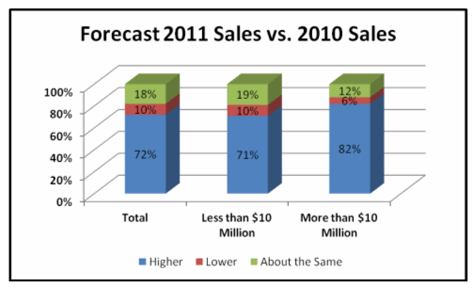 Forecast 2011 Sales vs. 2010 Sales
100%
80%
60%
40%
20%
0%
18%
10%
72%
19%
10%
71%
12%
6%
82%
Total
Less than $10 Million
More than $10 Million
Higher
Lower
About the Same